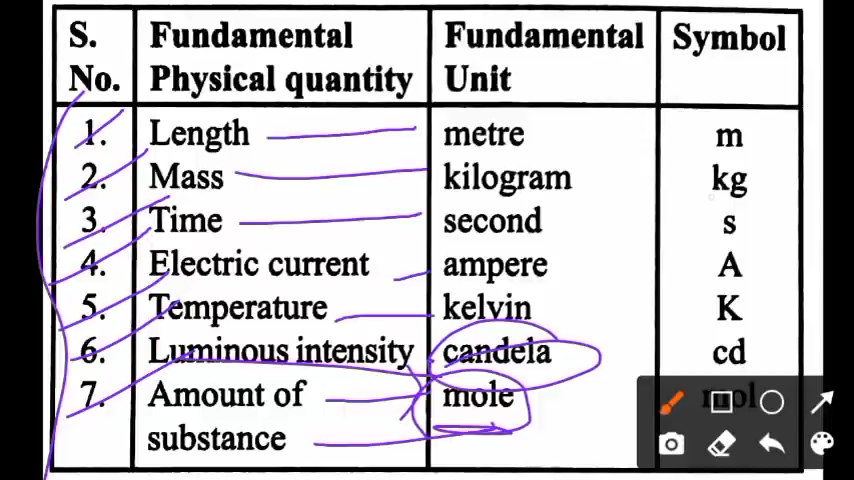 S. No. Fundamental Physical quantity Fundamental Unit Symbol
1. Length metre m
2. Mass kilogram kg
3. Time second s
4. Electric current ampere A
5. Temperature kelvin K
6. Luminous intensity candela cd
7. Amount of mole mol
substance